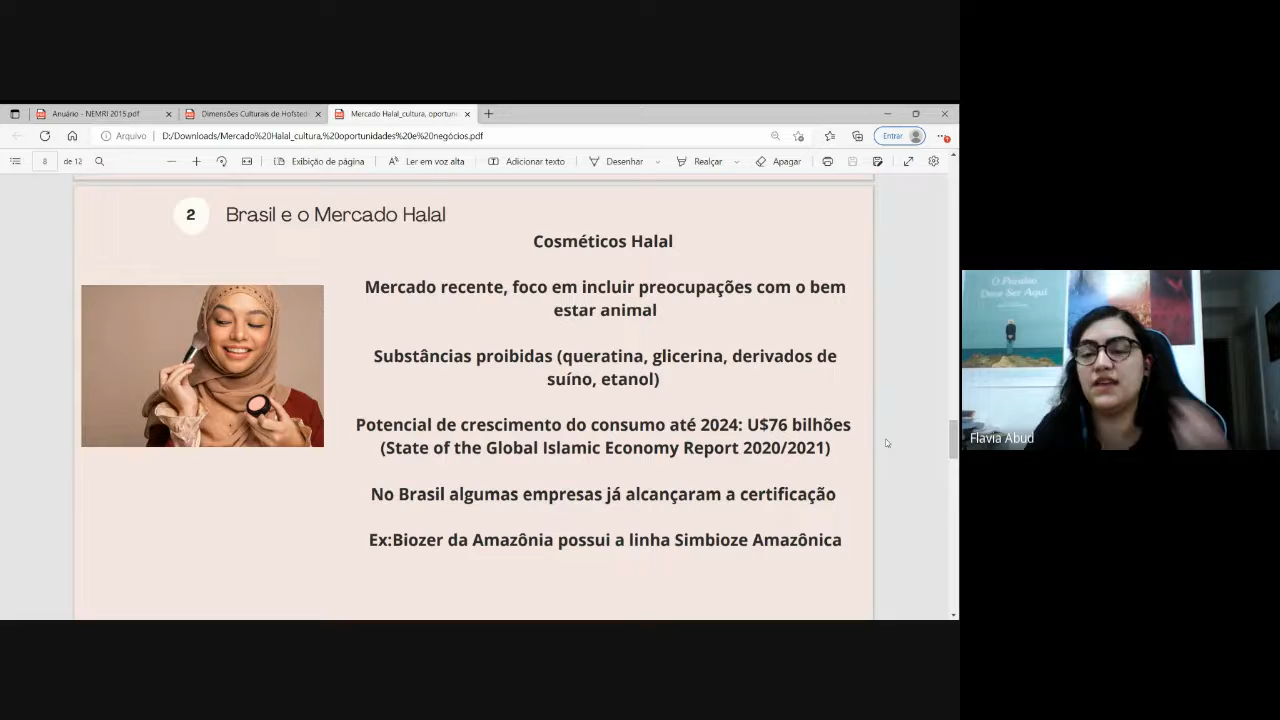 Anuário - NEMRI 2015.pdf
Dimensões Culturais de Hofsted
Mercado Halal_cultura, oportun
Arquivo
D:/Downloads/Mercado%20Halal_cultura,%20oportunidades%20e%20negócios.pdf
Entrar
8 de 12
Exibição de página
Ler em voz alta
Adicionar texto
Desenhar
Realçar
Apagar
2 Brasil e o Mercado Halal
Cosméticos Halal
Mercado recente, foco em incluir preocupações com o bem
estar animal
Substâncias proibidas (queratina, glicerina, derivados de
suíno, etanol)
Potencial de crescimento do consumo até 2024: U$76 bilhões
(State of the Global Islamic Economy Report 2020/2021)
No Brasil algumas empresas já alcançaram a certificação
Ex:Biozer da Amazônia possui a linha Simbioze Amazônica
O Paraíso
Deve Ser Aqui
Flavia Abud